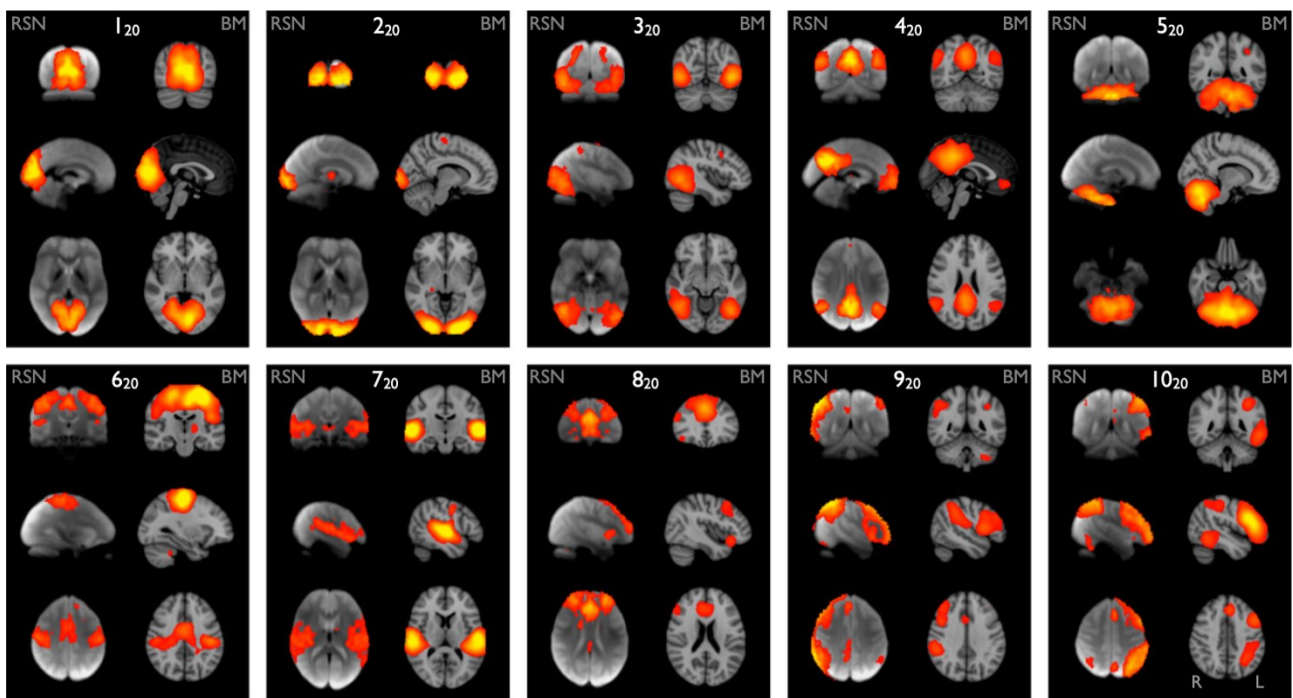 RSN 1₂₀ BM
RSN 2₂₀ BM
RSN 3₂₀ BM
RSN 4₂₀ BM
RSN 5₂₀ BM
RSN 6₂₀ BM
RSN 7₂₀ BM
RSN 8₂₀ BM
RSN 9₂₀ BM
RSN 10₂₀ BM
R L